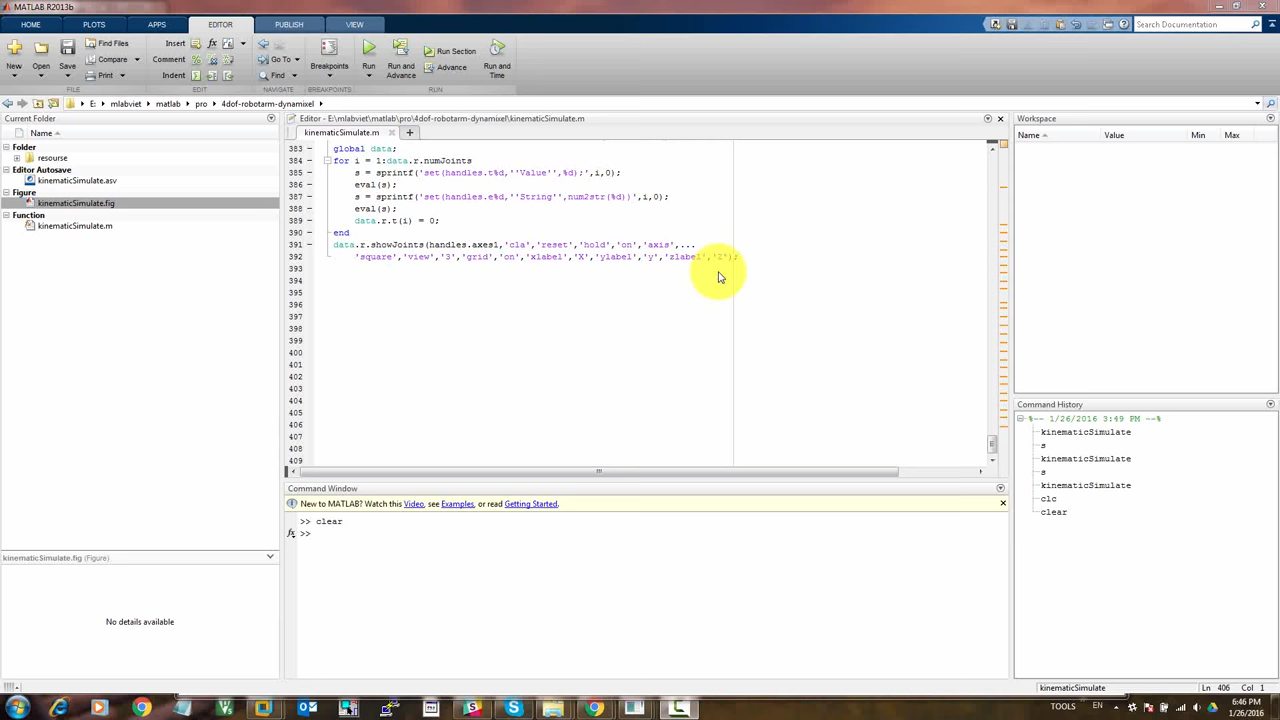 MATLAB R2013b
HOME PLOTS APPS EDITOR PUBLISH VIEW Search Documentation
New Open Save Find Files Compare Print Insert Comment Indent Go To Find Breakpoints Run Run and Advance Run Section Advance Run and Time
FILE EDIT NAVIGATE BREAKPOINTS RUN
E: mlabviet matlab pro 4dof-robotarm-dynamixel
Current Folder
Name
Folder
resourse
Editor Autosave
kinematicSimulate.asv
Figure
kinematicSimulate.fig
Function
kinematicSimulate.m
kinematicSimulate.fig (Figure)
No details available
Editor - E:\mlabviet\matlab\pro\4dof-robotarm-dynamixel\kinematicSimulate.m
kinematicSimulate.m
383 global data;
384 for i = 1:data.r.numJoints
385 s = sprintf('set(handles.t%d,''Value'',%d);',i,0);
386 eval(s);
387 s = sprintf('set(handles.e%d,''String'',num2str(%d))',i,0);
388 eval(s);
389 data.r.t(i) = 0;
390 end
391 data.r.showJoints(handles.axes1,'cla','reset','hold','on','axis',...
392 'square','view','3','grid','on','xlabel','X','ylabel','y','zlabel','Z');
393
394
395
396
397
398
399
400
401
402
403
404
405
406
407
408
409
Command Window
New to MATLAB? Watch this Video, see Examples, or read Getting Started.
>> clear
fx >>
Workspace
Name Value Min Max
Command History
%-- 1/26/2016 3:49 PM --%
kinematicSimulate
s
kinematicSimulate
s
kinematicSimulate
clc
clear
kinematicSimulate Ln 406 Col 1
TOOLS EN 6:46 PM
1/26/2016